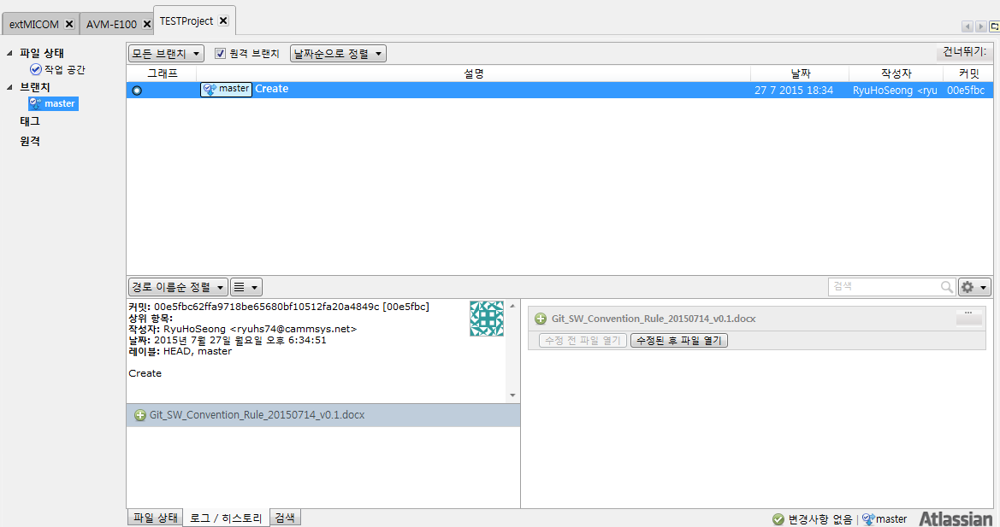 extMICOM
AVM-E100
TESTProject
파일 상태
작업 공간
브랜치
master
태그
원격
모든 브랜치
원격 브랜치
날짜순으로 정렬
건너뛰기:
그래프 설명 날짜 작성자 커밋
master Create 27 7 2015 18:34 RyuHoSeong <ryu 00e5fbc
경로 이름순 정렬
검색
커밋: 00e5fbc62ffa9718be65680bf10512fa20a4849c [00e5fbc]
상위 항목:
작성자: RyuHoSeong <ryuhs74@cammsys.net>
날짜: 2015년 7월 27일 월요일 오후 6:34:51
레이블: HEAD, master
Create
Git_SW_Convention_Rule_20150714_v0.1.docx
Git_SW_Convention_Rule_20150714_v0.1.docx
...
수정 전 파일 열기
수정된 후 파일 열기
파일 상태
로그 / 히스토리
검색
변경사항 없음
master
Atlassian